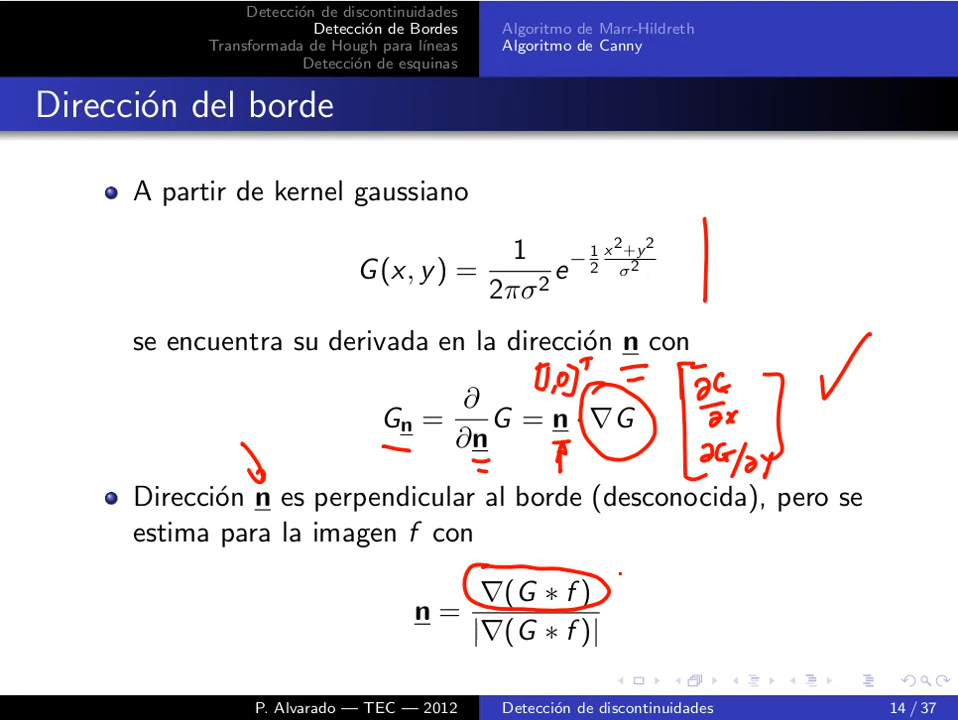 Detección de discontinuidades
Detección de Bordes
Transformada de Hough para líneas
Detección de esquinas
Algoritmo de Marr-Hildreth
Algoritmo de Canny
Dirección del borde
A partir de kernel gaussiano
G(x, y) = 1/(2πσ²) e^(−(1/2) (x²+y²)/σ²)
se encuentra su derivada en la dirección n con
[1,0]^T
G_n = ∂/∂n G = n · ∇G
[∂G/∂x
∂G/∂y]
Dirección n es perpendicular al borde (desconocida), pero se
estima para la imagen f con
n = ∇(G ∗ f) / |∇(G ∗ f)|
P. Alvarado — TEC — 2012
Detección de discontinuidades
14 / 37